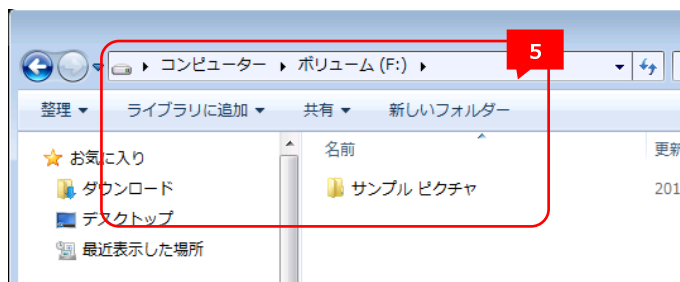 5
コンピューター ボリューム (F:)
整理 ライブラリに追加 共有 新しいフォルダー
お気に入り
ダウンロード
デスクトップ
最近表示した場所
名前
サンプル ピクチャ
201